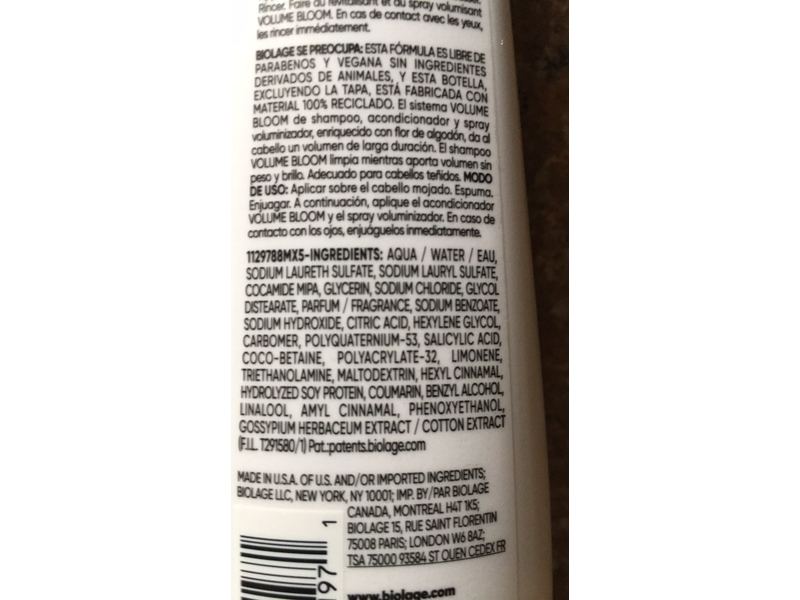 Rincer. Faire du revitalisant et du spray volumisant
VOLUME BLOOM. En cas de contact avec les yeux,
les rincer immédiatement.
BIOLAGE SE PREOCUPA: ESTA FÓRMULA ES LIBRE DE
PARABENOS Y VEGANA SIN INGREDIENTES
DERIVADOS DE ANIMALES, Y ESTA BOTELLA,
EXCLUYENDO LA TAPA, ESTÁ FABRICADA CON
MATERIAL 100% RECICLADO. El sistema VOLUME
BLOOM de shampoo, acondicionador y spray
voluminizador, enriquecido con flor de algodón, da al
cabello un volumen de larga duración. El shampoo
VOLUME BLOOM limpia mientras aporta volumen sin
peso y brillo. Adecuado para cabellos teñidos. MODO
DE USO: Aplicar sobre el cabello mojado. Espuma.
Enjuagar. A continuación, aplique el acondicionador
VOLUME BLOOM y el spray voluminizador. En caso de
contacto con los ojos, enjuáguelos inmediatamente.
1129788MX5-INGREDIENTS: AQUA / WATER / EAU,
SODIUM LAURETH SULFATE, SODIUM LAURYL SULFATE,
COCAMIDE MIPA, GLYCERIN, SODIUM CHLORIDE, GLYCOL
DISTEARATE, PARFUM / FRAGRANCE, SODIUM BENZOATE,
SODIUM HYDROXIDE, CITRIC ACID, HEXYLENE GLYCOL,
CARBOMER, POLYQUATERNIUM-53, SALICYLIC ACID,
COCO-BETAINE, POLYACRYLATE-32, LIMONENE,
TRIETHANOLAMINE, MALTODEXTRIN, HEXYL CINNAMAL,
HYDROLYZED SOY PROTEIN, COUMARIN, BENZYL ALCOHOL,
LINALOOL, AMYL CINNAMAL, PHENOXYETHANOL,
GOSSYPIUM HERBACEUM EXTRACT / COTTON EXTRACT
(F.I.L. T291580/1) Pat.:patents.biolage.com
MADE IN U.S.A. OF U.S. AND/OR IMPORTED INGREDIENTS;
BIOLAGE LLC, NEW YORK, NY 10001; IMP. BY/PAR BIOLAGE
CANADA, MONTREAL H4T 1K5;
BIOLAGE 15, RUE SAINT FLORENTIN
75008 PARIS; LONDON W6 8AZ;
TSA 75000 93584 ST OUEN CEDEX FR
1
97
www.biolage.com